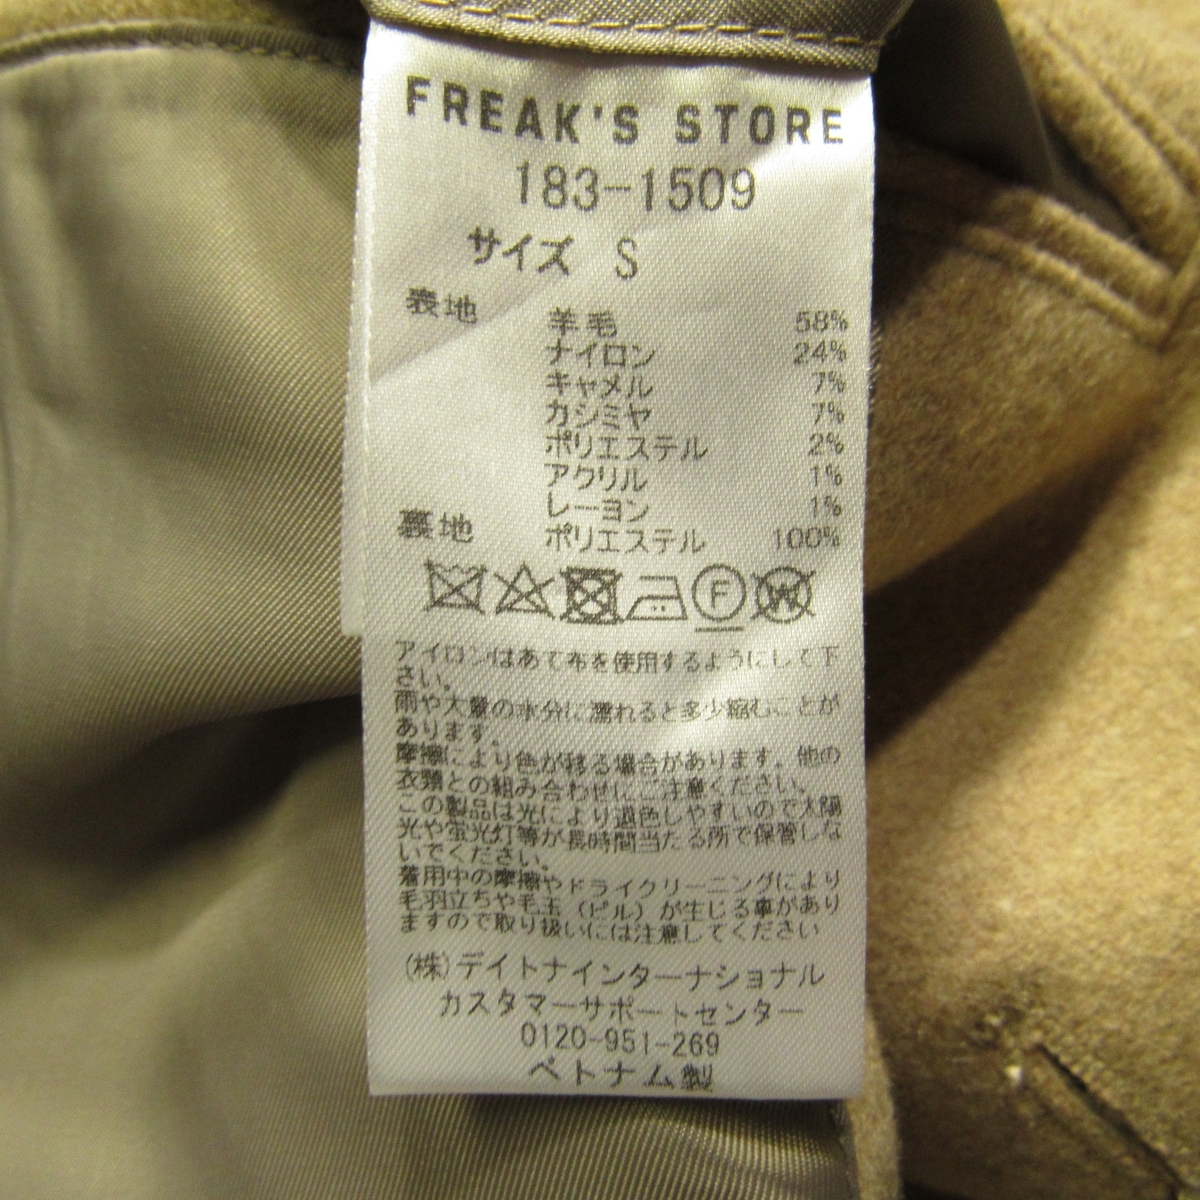 FREAK'S STORE
183-1509
サイズ S
表地 羊毛 58%
ナイロン 24%
キャメル 7%
カシミヤ 7%
ポリエステル 2%
アクリル 1%
レーヨン 1%
裏地 ポリエステル 100%
F W
アイロンはあて布を使用するようにして下
さい。
雨や大量の水分に濡れると多少縮むことが
あります。
摩擦により色が移る場合があります。他の
衣類との組み合わせにご注意ください。
この製品は光により退色しやすいので太陽
光や蛍光灯等が長時間当たる所で保管しな
いでください。
着用中の摩擦やドライクリーニングにより
毛羽立ちや毛玉（ピル）が生じる事があり
ますので取り扱いには注意してください
(株)デイトナインターナショナル
カスタマーサポートセンター
0120-951-269
ベトナム製